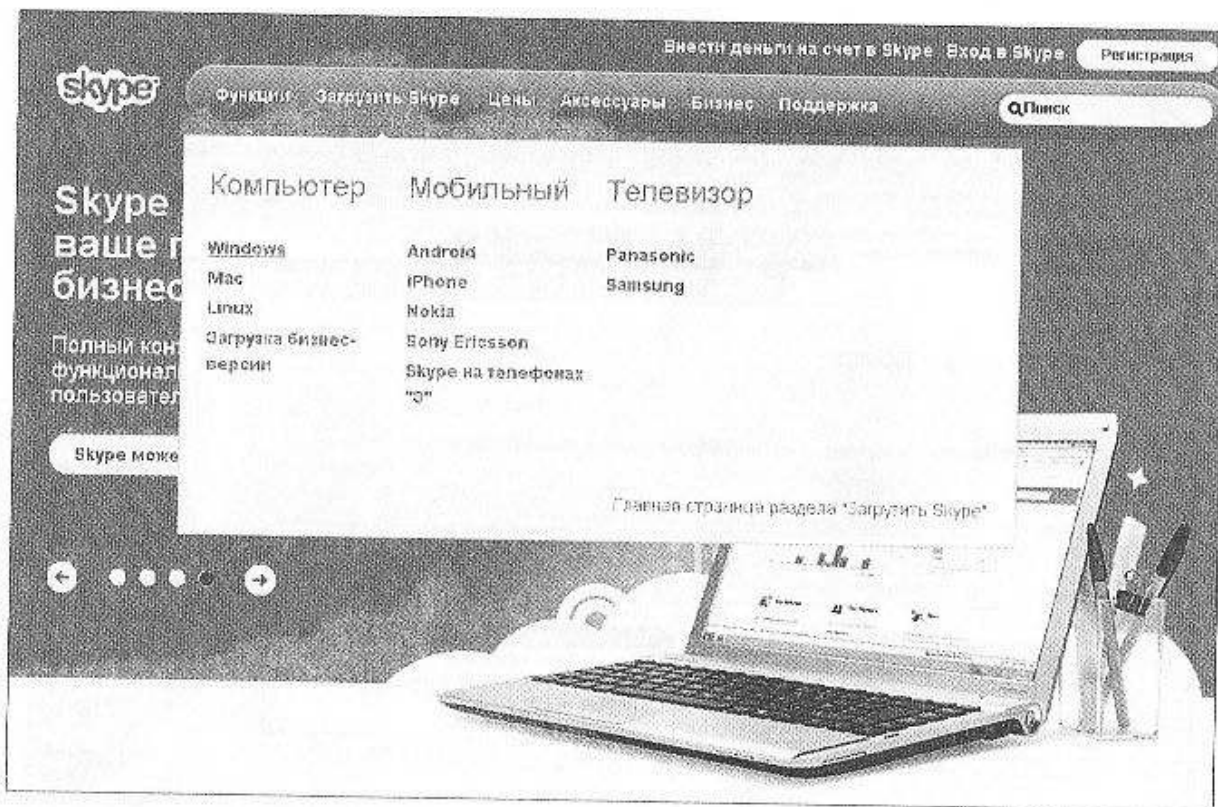 Внести деньги на счет в Skype Вход в Skype Регистрация
skype
Функции Загрузить Skype Цены Аксессуары Бизнес Поддержка Поиск
Компьютер Мобильный Телевизор
Skype
ваше п
бизнес
Windows Android Panasonic
Mac iPhone Samsung
Linux Nokia
Загрузка бизнес- Sony Ericsson
версии Skype на телефонах
"3"
Полный кон
функционал
пользовател
Skype може
Главная страница раздела "Загрузить Skype"